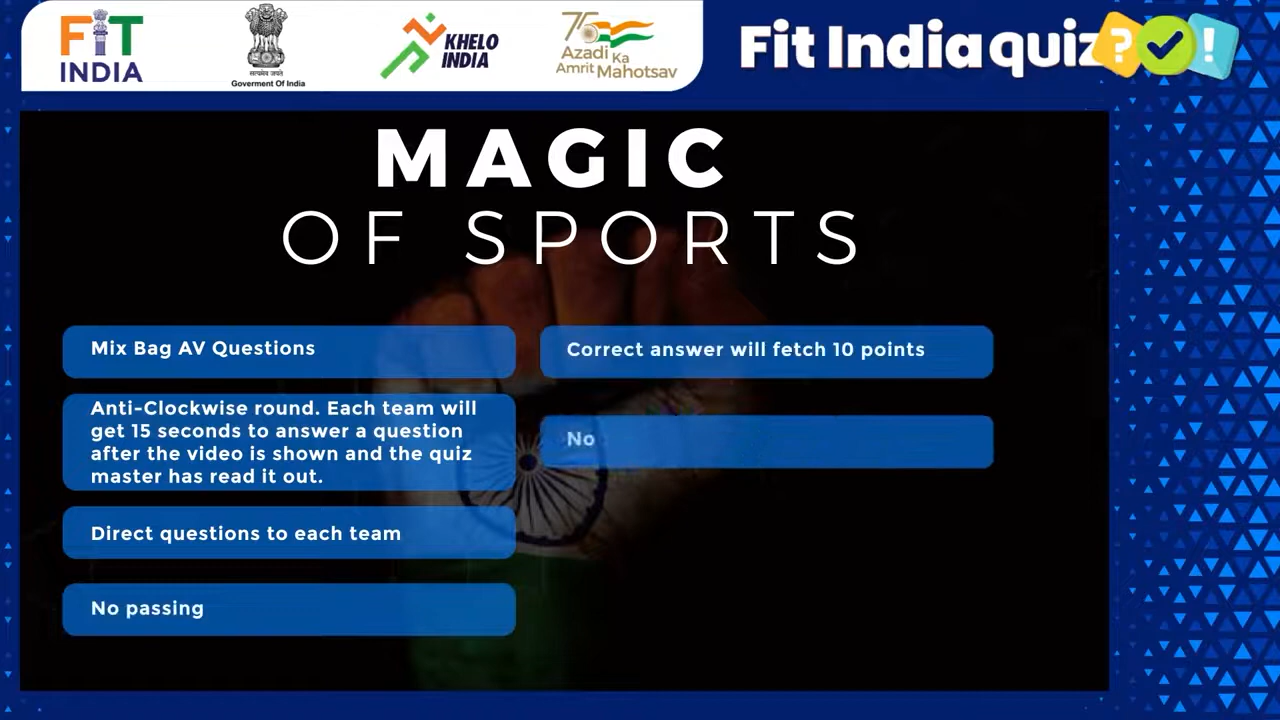 FIT
INDIA
सत्यमेव जयते
Goverment Of India
KHELO
INDIA
75
Azadi Ka
Amrit Mahotsav
Fit India quiz ? !
MAGIC
OF SPORTS
Mix Bag AV Questions
Anti-Clockwise round. Each team will
get 15 seconds to answer a question
after the video is shown and the quiz
master has read it out.
Direct questions to each team
No passing
Correct answer will fetch 10 points
No